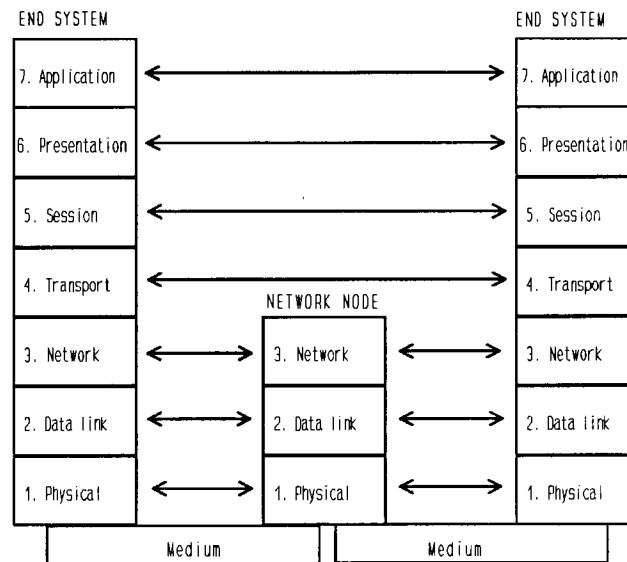 END SYSTEM
END SYSTEM
7. Application
7. Application
6. Presentation
6. Presentation
5. Session
5. Session
4. Transport
4. Transport
NETWORK NODE
3. Network
3. Network
3. Network
2. Data link
2. Data link
2. Data link
1. Physical
1. Physical
1. Physical
Medium
Medium